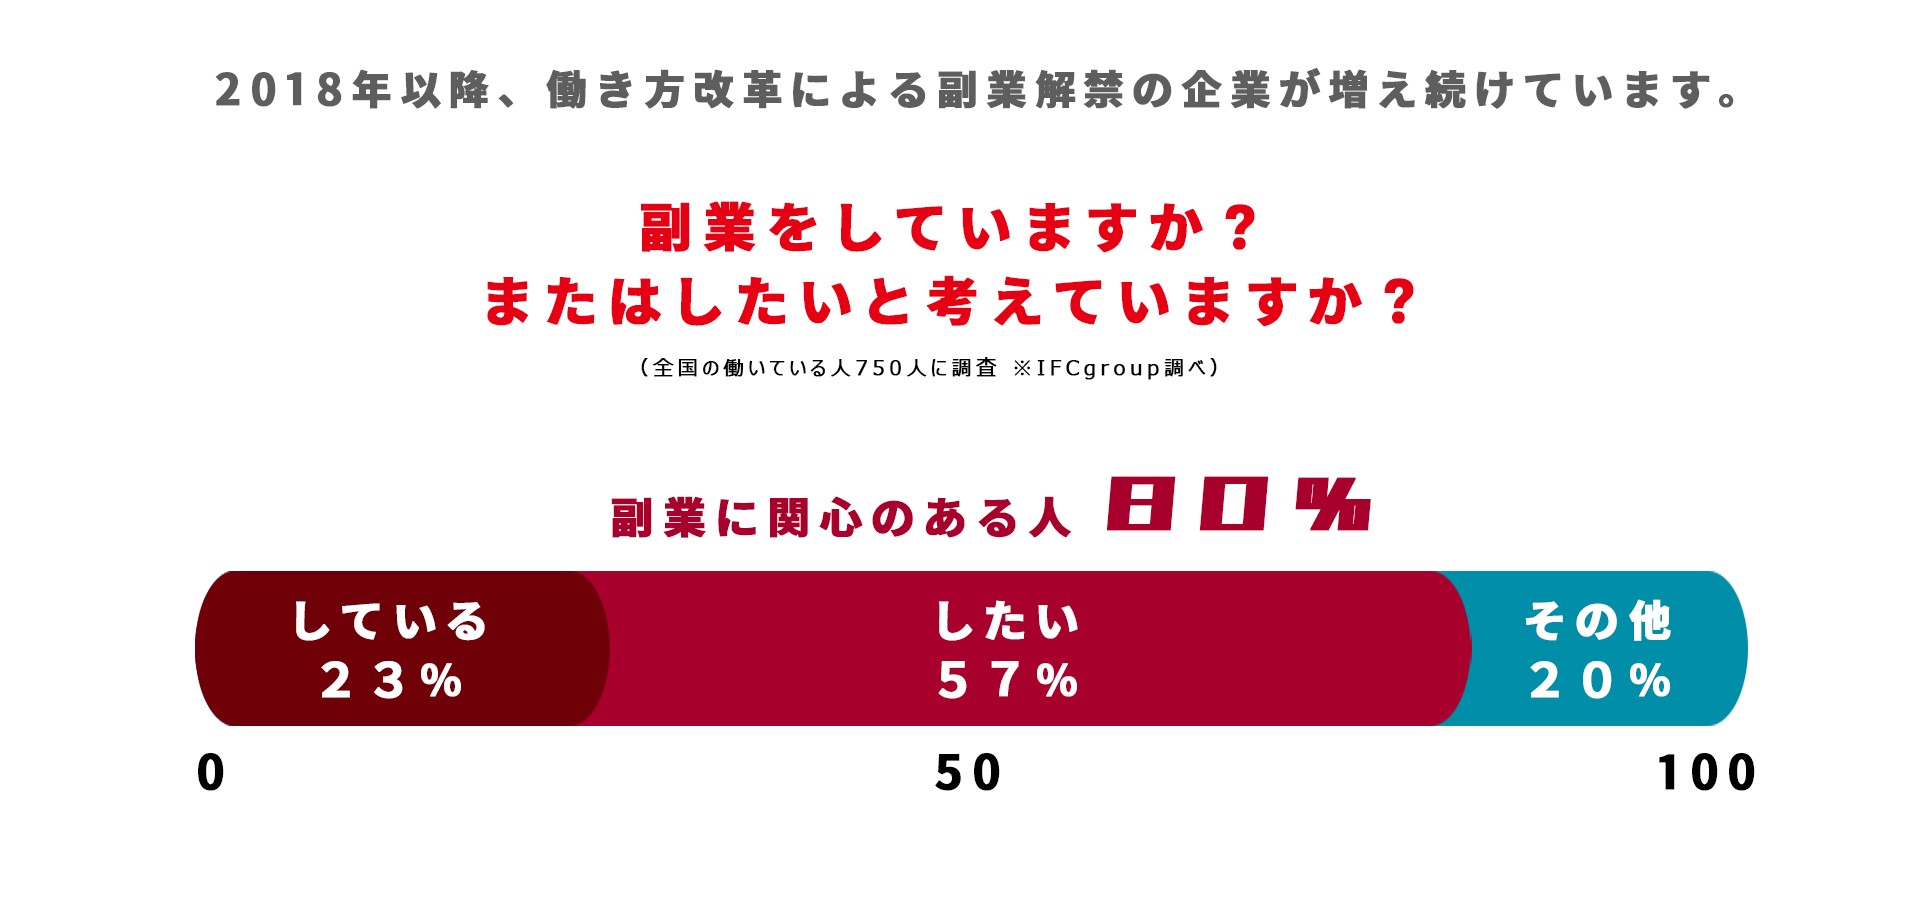 2018年以降、働き方改革による副業解禁の企業が増え続けています。
副業をしていますか？
またはしたいと考えていますか？
（全国の働いている人750人に調査 ※IFCgroup調べ）
副業に関心のある人 80%
している
したい
その他
２３%
５７%
２０%
0
50
100